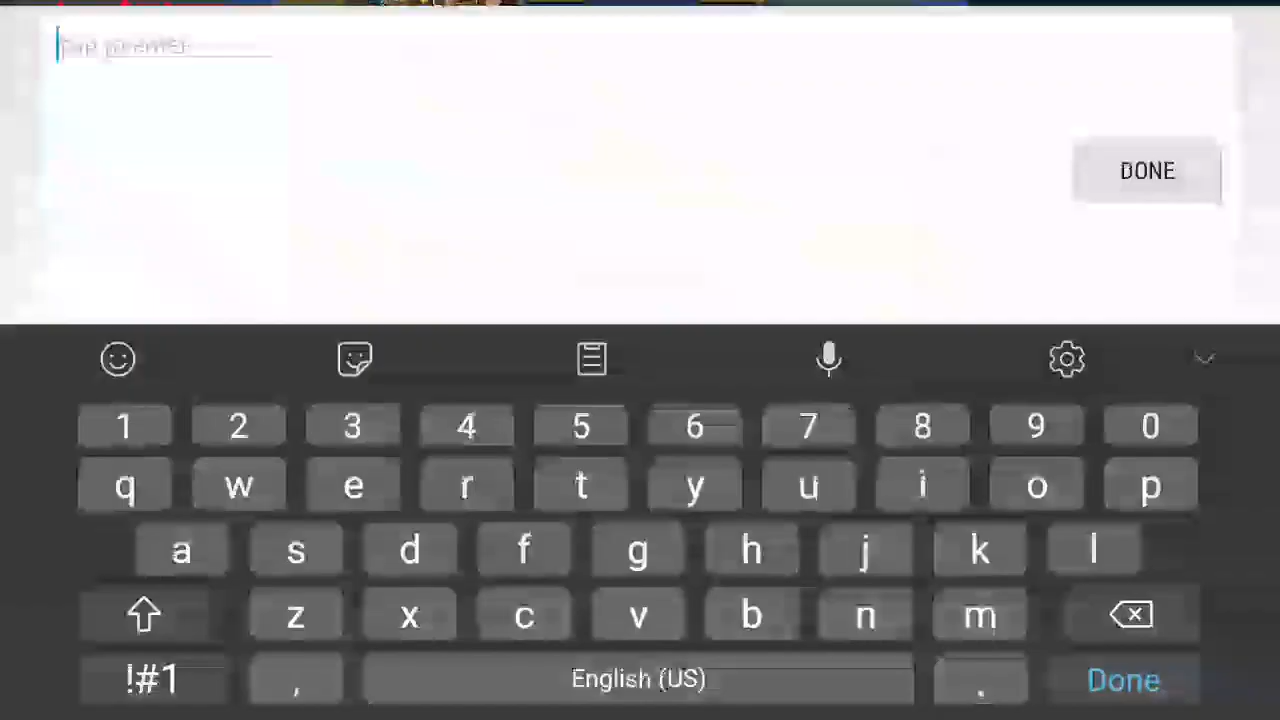 DONE
1 2 3 4 5 6 7 8 9 0
q w e r t y u i o p
a s d f g h j k l
z x c v b n m
!#1 , English (US) . Done